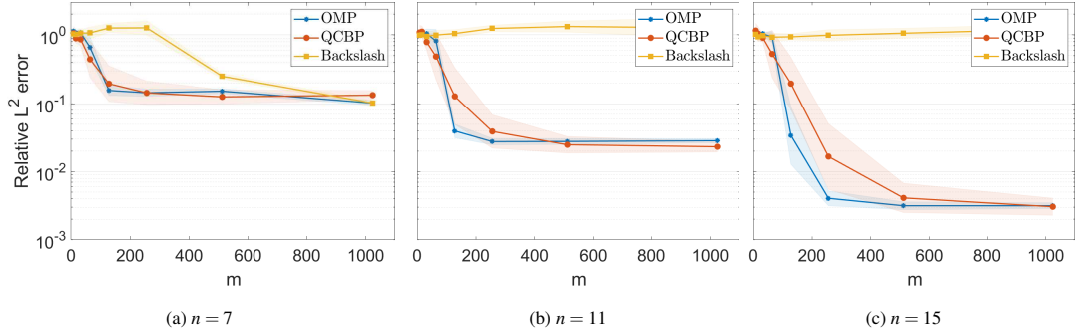 Relative L² error
10⁰
10⁻¹
10⁻²
10⁻³
OMP
QCBP
Backslash
0 200 400 600 800 1000
m
(a) n = 7
OMP
QCBP
Backslash
0 200 400 600 800 1000
m
(b) n = 11
OMP
QCBP
Backslash
0 200 400 600 800 1000
m
(c) n = 15